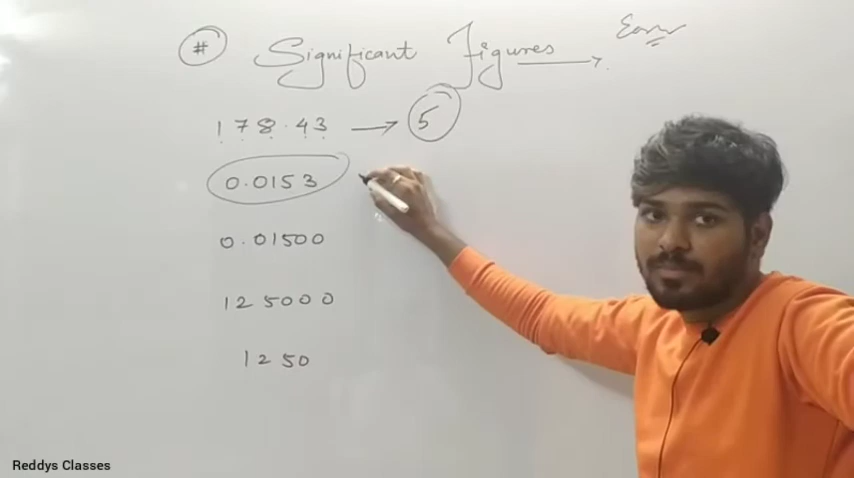 # Significant Figures → Easy
178.43 → 5
0.0153
0.01500
125000
1250
Reddys Classes